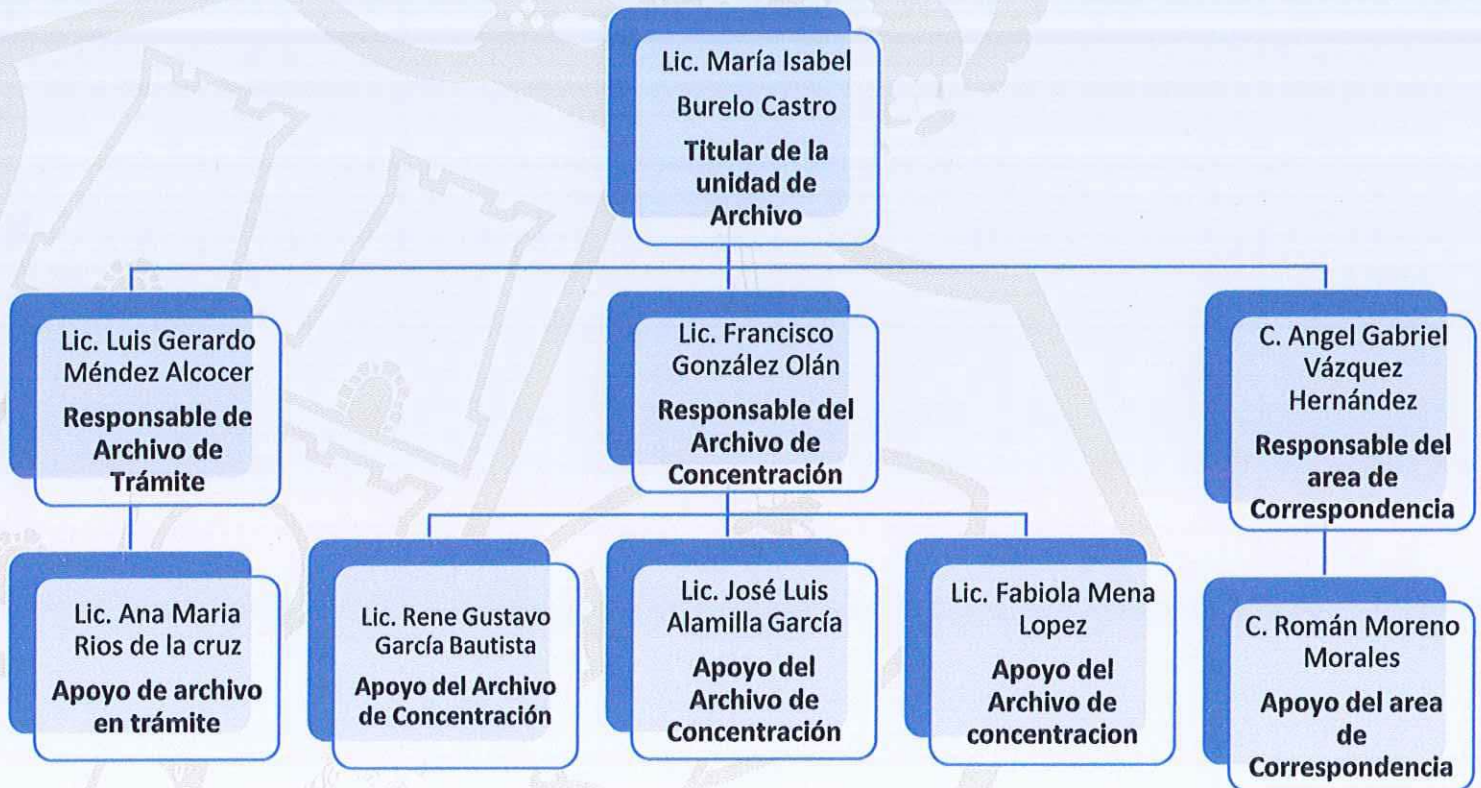 Lic. María Isabel
Burelo Castro
Titular de la
unidad de
Archivo
Lic. Luis Gerardo
Méndez Alcocer
Responsable de
Archivo de
Trámite
Lic. Francisco
González Olán
Responsable del
Archivo de
Concentración
C. Angel Gabriel
Vázquez
Hernández
Responsable del
area de
Correspondencia
Lic. Ana Maria
Rios de la cruz
Apoyo de archivo
en trámite
Lic. Rene Gustavo
García Bautista
Apoyo del Archivo
de Concentración
Lic. José Luis
Alamilla García
Apoyo del
Archivo de
Concentración
Lic. Fabiola Mena
Lopez
Apoyo del
Archivo de
concentracion
C. Román Moreno
Morales
Apoyo del area
de
Correspondencia